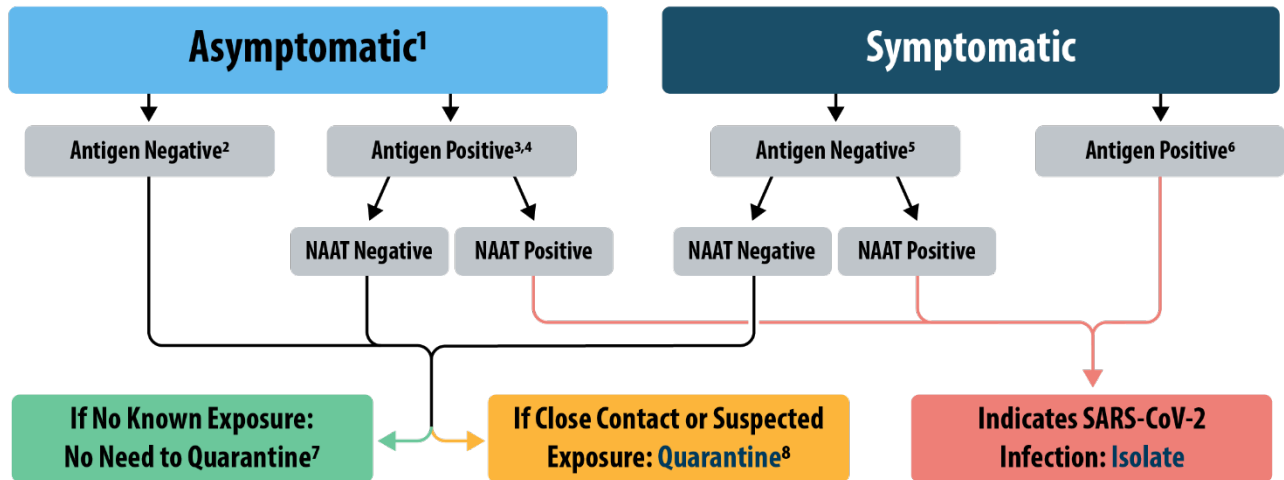 Asymptomatic¹
Symptomatic
Antigen Negative²
Antigen Positive³,⁴
Antigen Negative⁵
Antigen Positive⁶
NAAT Negative
NAAT Positive
NAAT Negative
NAAT Positive
If No Known Exposure:
No Need to Quarantine⁷
If Close Contact or Suspected
Exposure: Quarantine⁸
Indicates SARS-CoV-2
Infection: Isolate